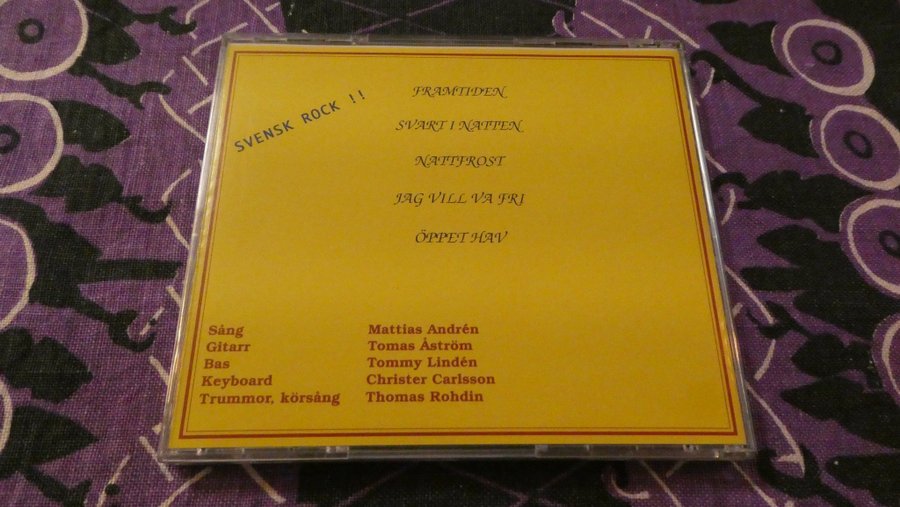 SVENSK ROCK !!
FRAMTIDEN
SVART I NATTEN
NATTFROST
JAG VILL VA FRI
ÖPPET HAV
Sång Mattias Andrén
Gitarr Tomas Åström
Bas Tommy Lindén
Keyboard Christer Carlsson
Trummor, körsång Thomas Rohdin